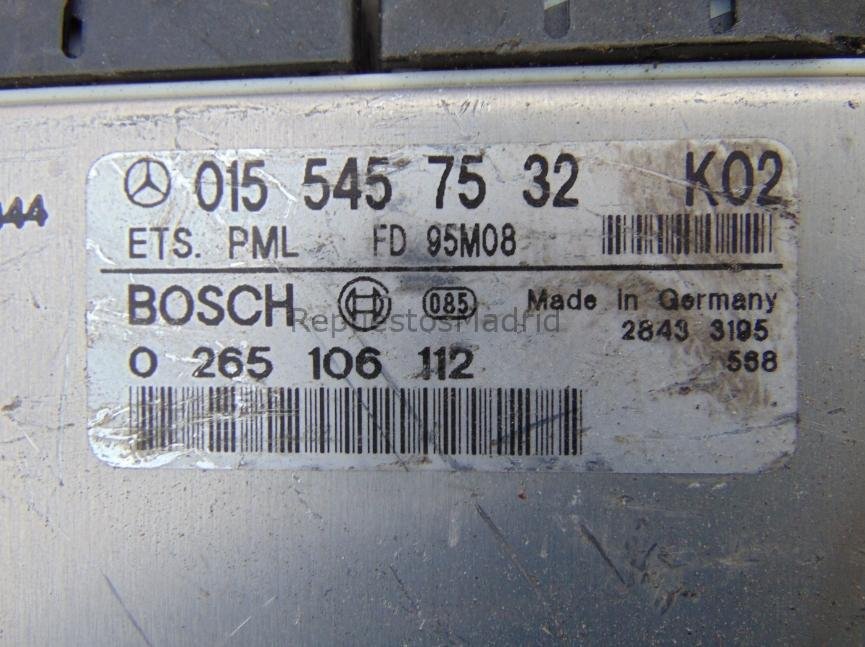 015 545 75 32 K02
ETS. PML FD 95M08
BOSCH 085 Made in Germany
RepuestosMadrid
2843 3195
0 265 106 112 568